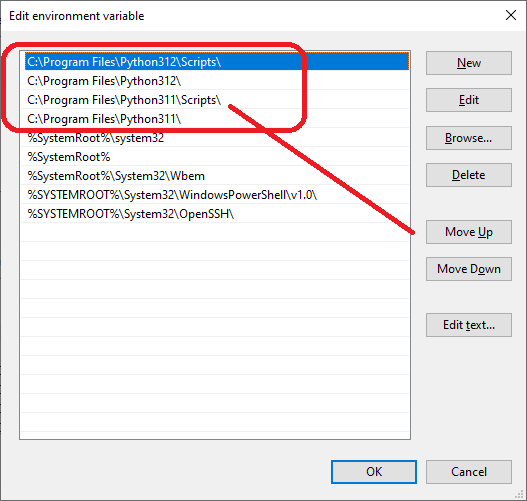 Edit environment variable
C:\Program Files\Python312\Scripts\
C:\Program Files\Python312\
C:\Program Files\Python311\Scripts\
C:\Program Files\Python311\
%SystemRoot%\system32
%SystemRoot%
%SystemRoot%\System32\Wbem
%SYSTEMROOT%\System32\WindowsPowerShell\v1.0\
%SYSTEMROOT%\System32\OpenSSH\
New
Edit
Browse...
Delete
Move Up
Move Down
Edit text...
OK
Cancel